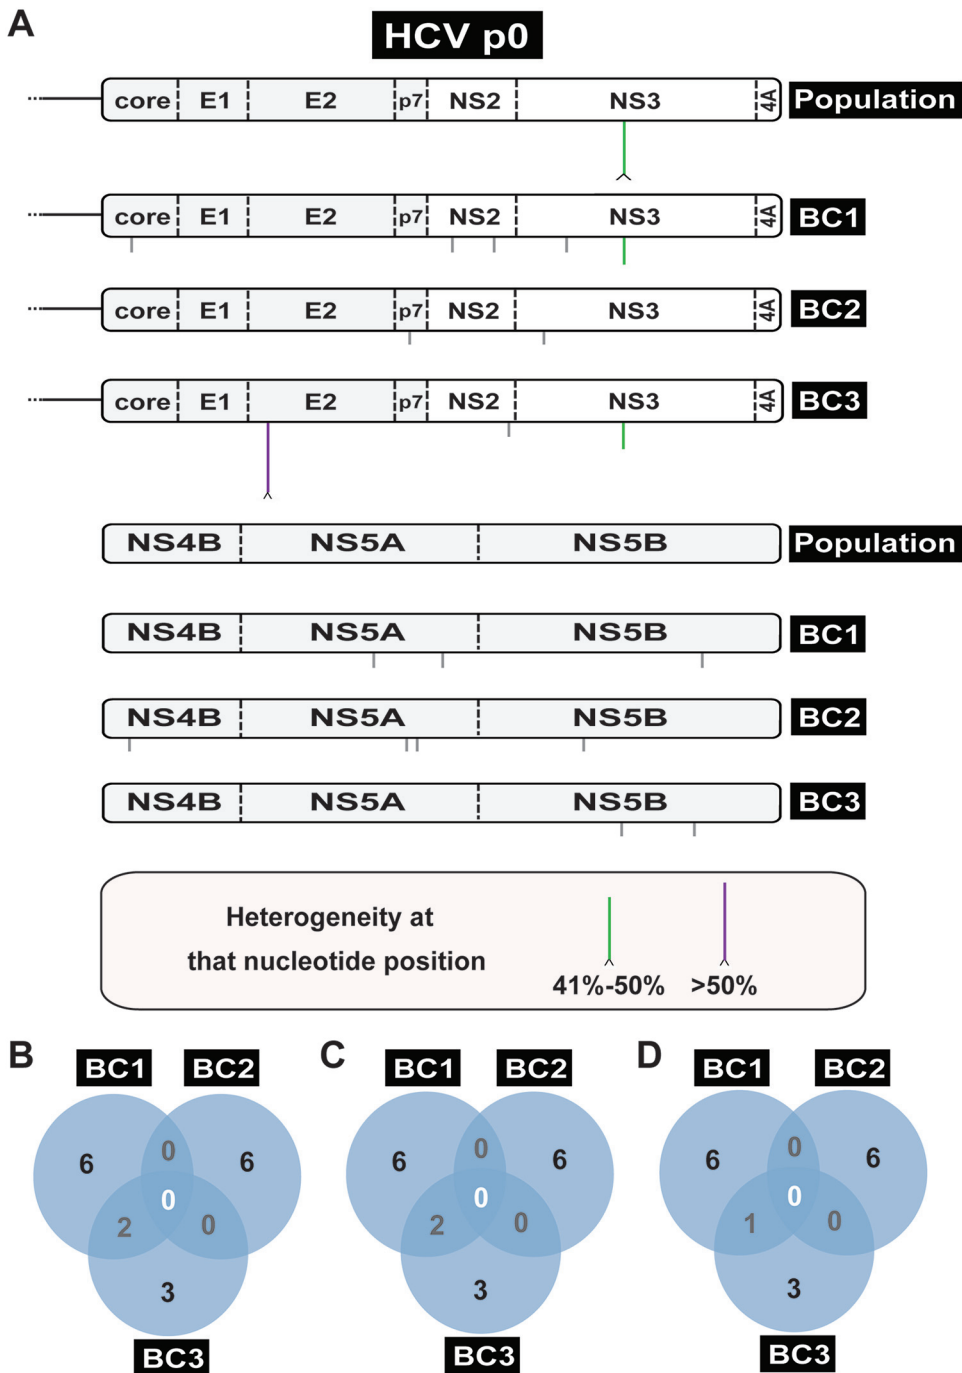 A
HCV p0
core E1 E2 p7 NS2 NS3 4A Population
core E1 E2 p7 NS2 NS3 4A BC1
core E1 E2 p7 NS2 NS3 4A BC2
core E1 E2 p7 NS2 NS3 4A BC3
NS4B NS5A NS5B Population
NS4B NS5A NS5B BC1
NS4B NS5A NS5B BC2
NS4B NS5A NS5B BC3
Heterogeneity at
that nucleotide position
41%-50% >50%
B
BC1 BC2
6 0 6
0
2 0
3
BC3
C
BC1 BC2
6 0 6
0
2 0
3
BC3
D
BC1 BC2
6 0 6
0
1 0
3
BC3